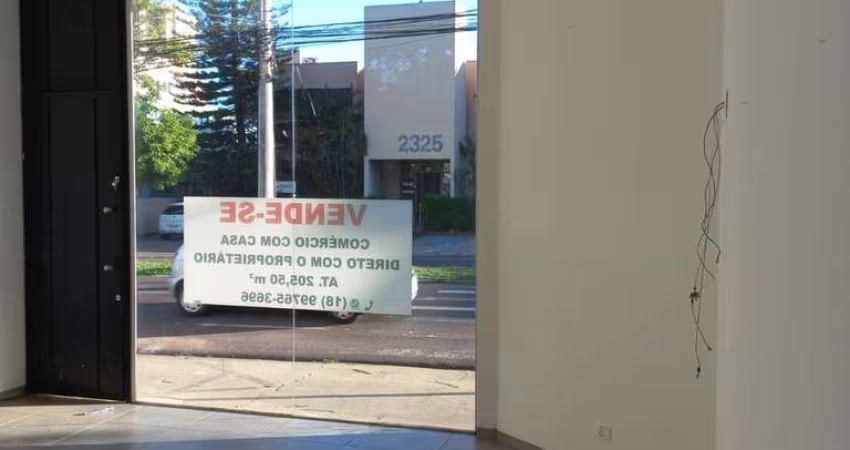 2325
VENDE-SE
COMÉRCIO COM CASA
DIRETO COM O PROPRIETÁRIO
AT. 205,50 m²
(18) 99765-3696